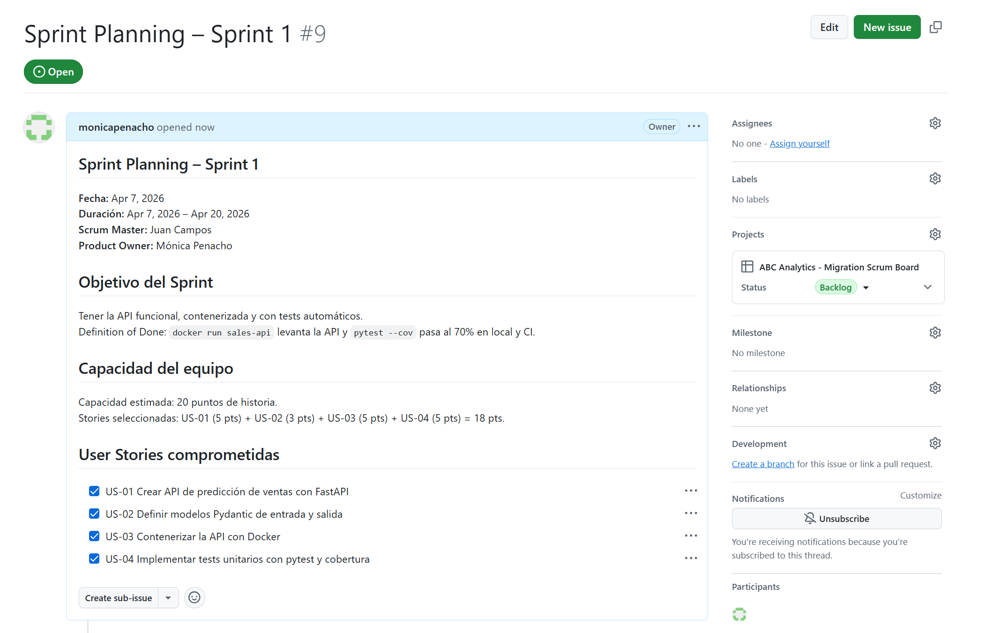 Sprint Planning – Sprint 1 #9
Edit
New issue
Open
monicapenacho opened now
Owner
Sprint Planning – Sprint 1
Fecha: Apr 7, 2026
Duración: Apr 7, 2026 – Apr 20, 2026
Scrum Master: Juan Campos
Product Owner: Mónica Penacho
Objetivo del Sprint
Tener la API funcional, contenerizada y con tests automáticos.
Definition of Done: docker run sales-api levanta la API y pytest --cov pasa al 70% en local y CI.
Capacidad del equipo
Capacidad estimada: 20 puntos de historia.
Stories seleccionadas: US-01 (5 pts) + US-02 (3 pts) + US-03 (5 pts) + US-04 (5 pts) = 18 pts.
User Stories comprometidas
US-01 Crear API de predicción de ventas con FastAPI
US-02 Definir modelos Pydantic de entrada y salida
US-03 Contenerizar la API con Docker
US-04 Implementar tests unitarios con pytest y cobertura
Create sub-issue
Assignees
No one - Assign yourself
Labels
No labels
Projects
ABC Analytics - Migration Scrum Board
Status
Backlog
Milestone
No milestone
Relationships
None yet
Development
Create a branch for this issue or link a pull request.
Notifications
Customize
Unsubscribe
You're receiving notifications because you're
subscribed to this thread.
Participants